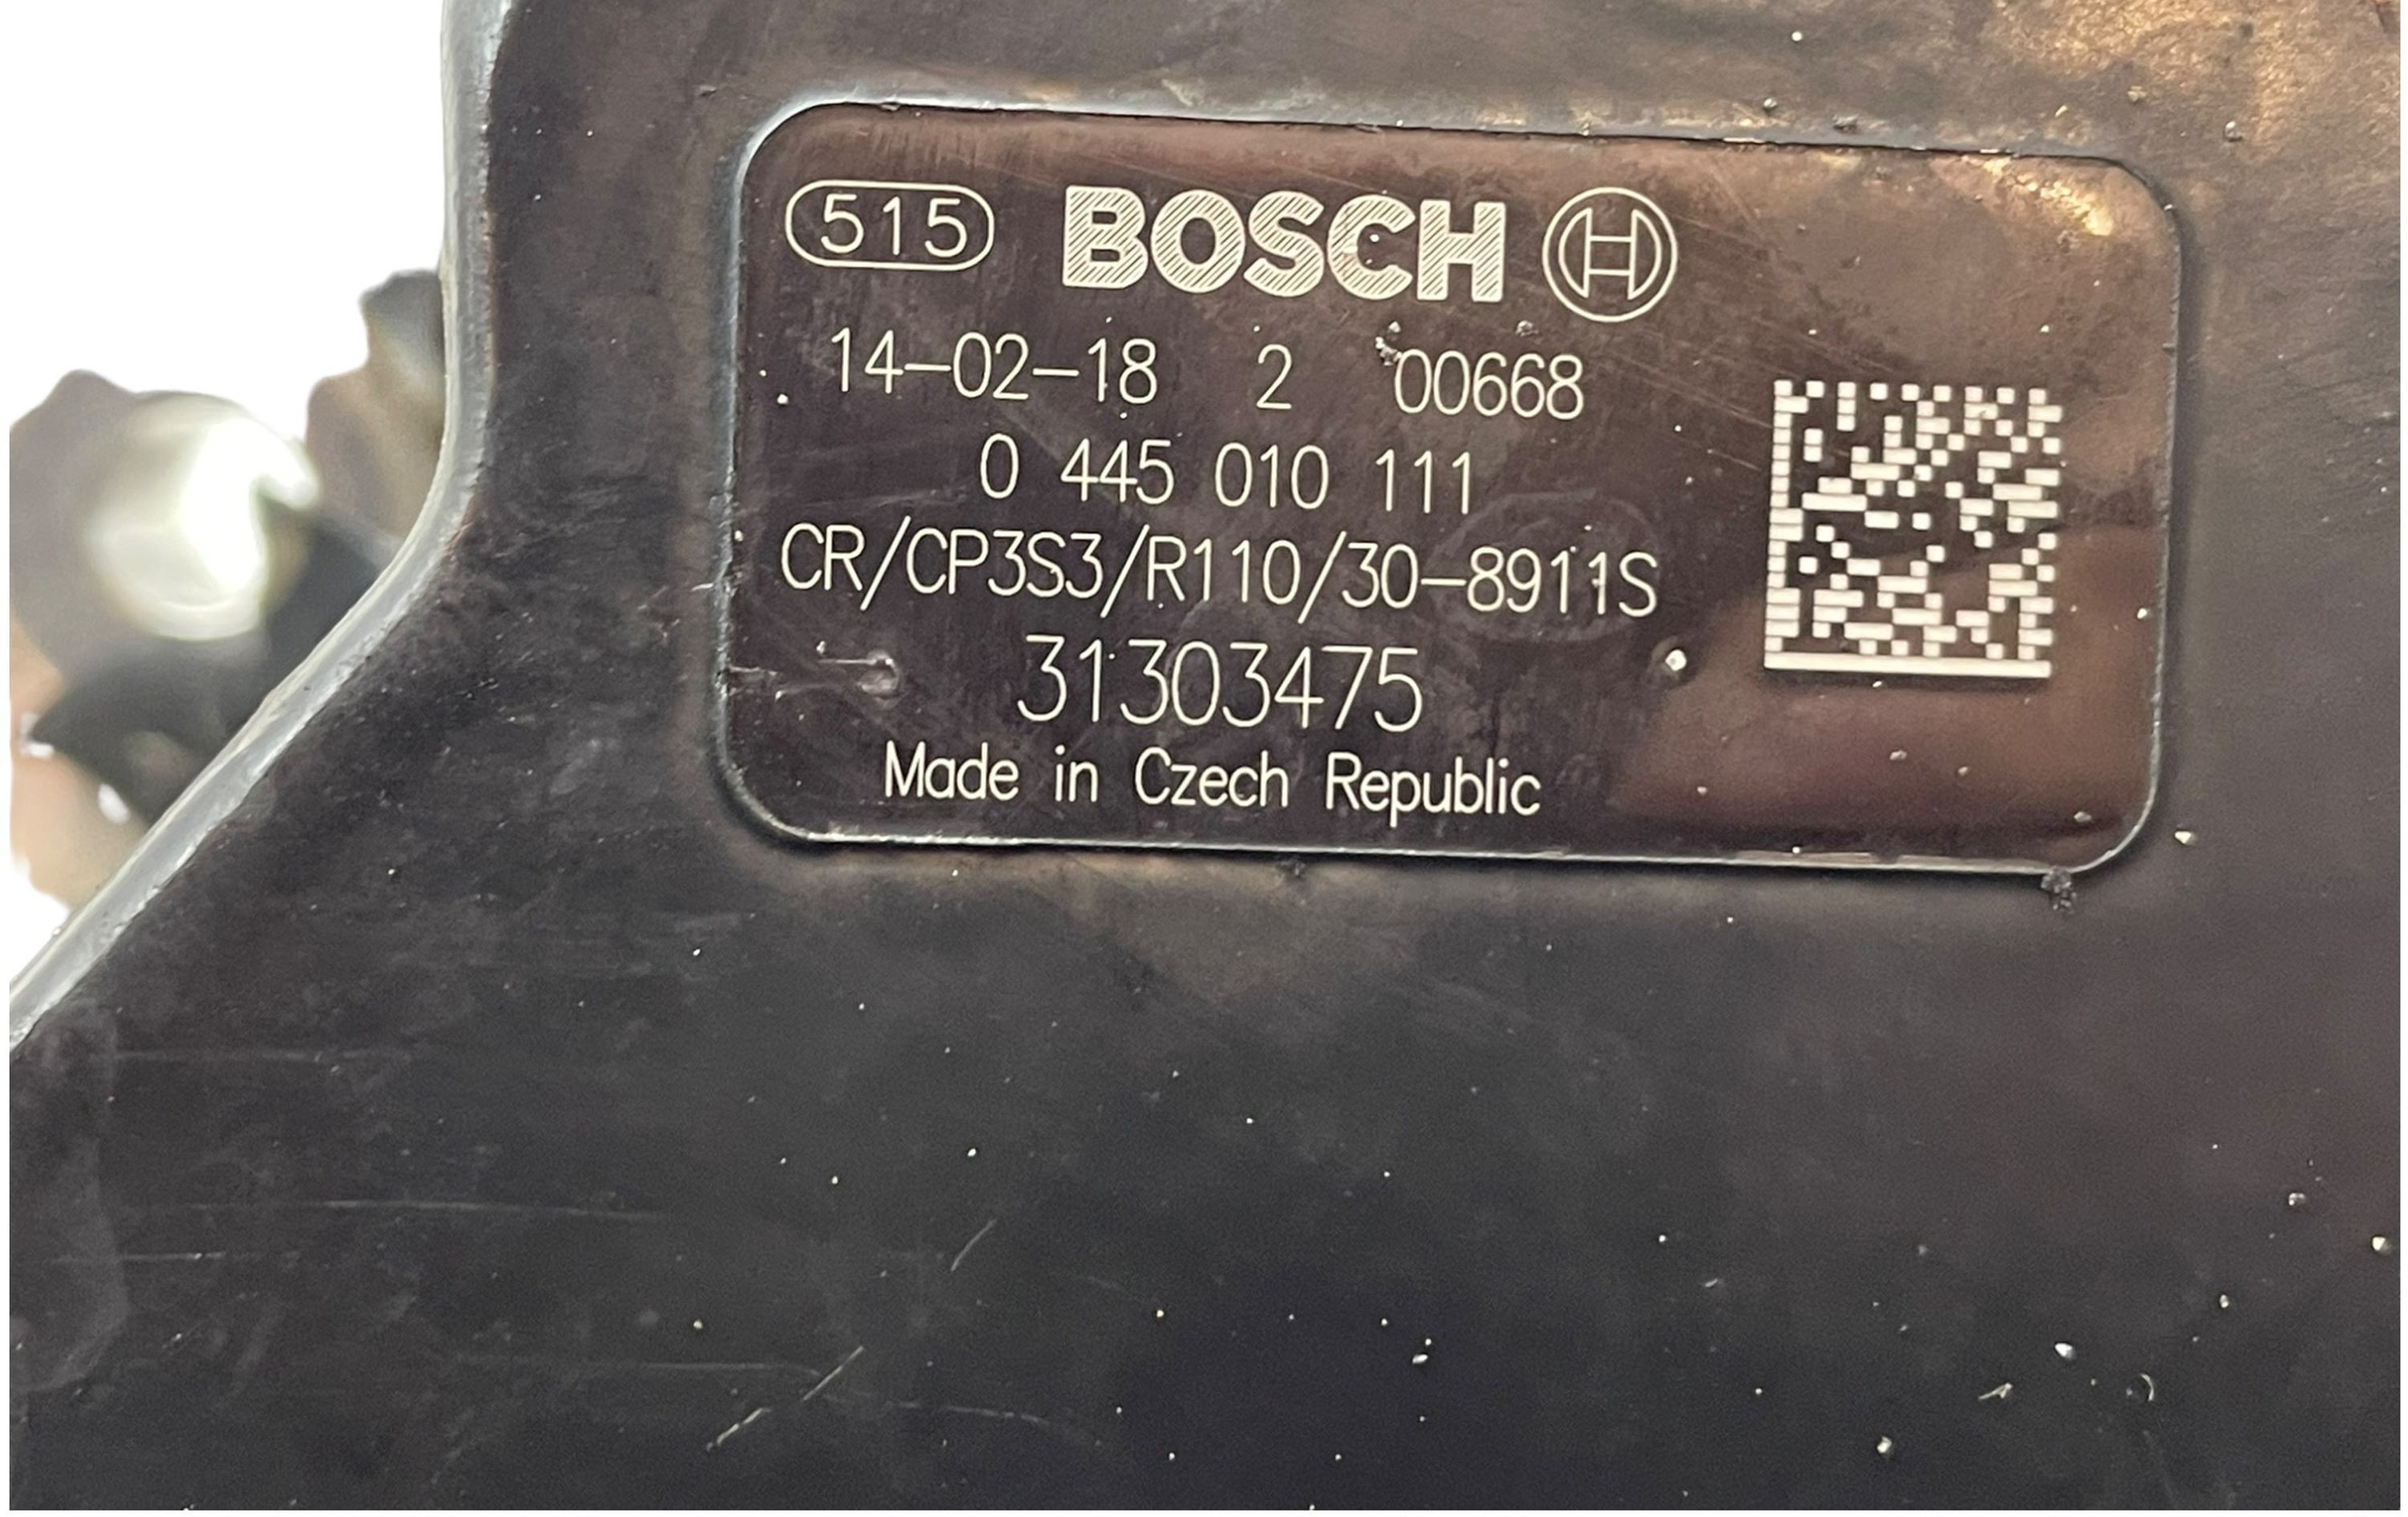 515 BOSCH
14-02-18 2 00668
0 445 010 111
CR/CP3S3/R110/30-8911S
31303475
Made in Czech Republic